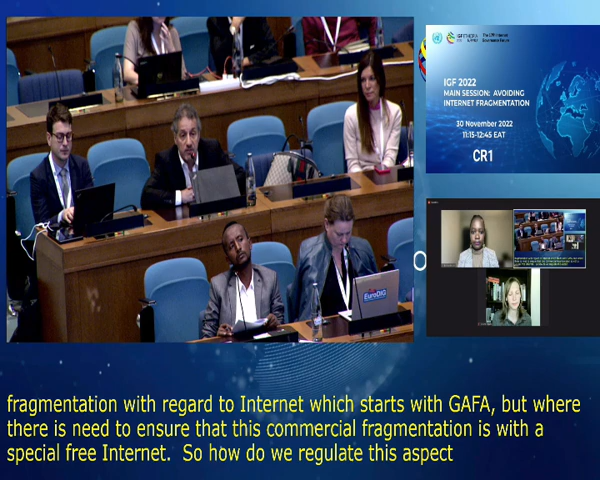 IGF 2022
MAIN SESSION: AVOIDING
INTERNET FRAGMENTATION
30 November 2022
11:15-12:45 EAT
CR1
EuroDIG
fragmentation with regard to Internet which starts with GAFA, but where
there is need to ensure that this commercial fragmentation is with a
special free Internet.  So how do we regulate this aspect